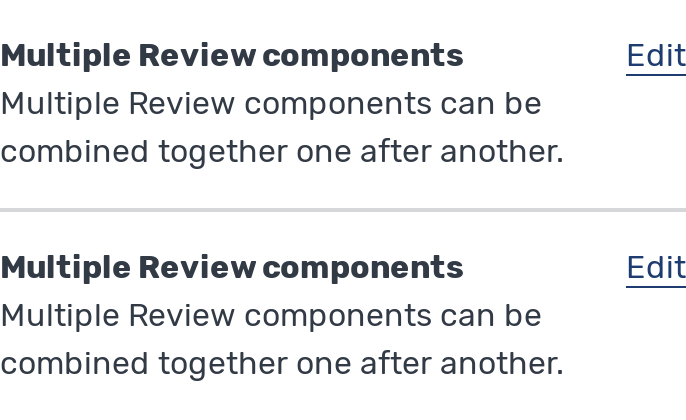 Multiple Review components Edit
Multiple Review components can be
combined together one after another.
Multiple Review components Edit
Multiple Review components can be
combined together one after another.